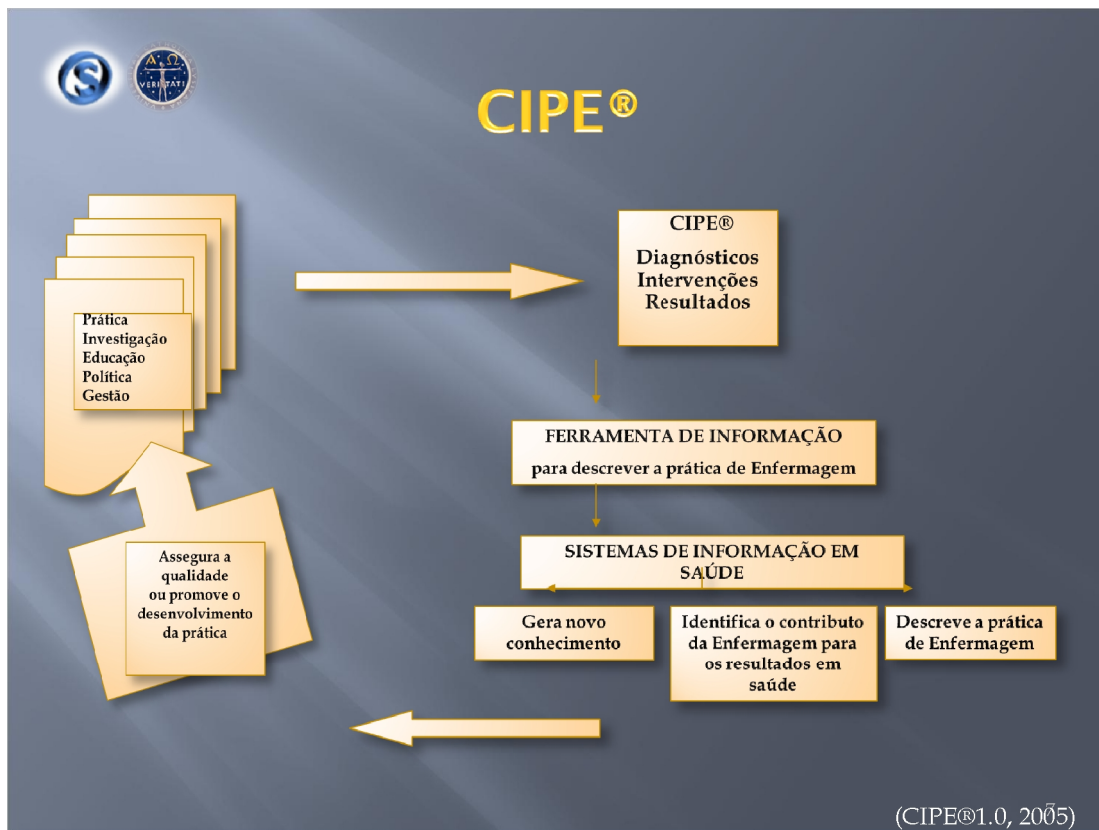 Α Ω
VERITATI
CIPE®
Prática
Investigação
Educação
Política
Gestão
CIPE®
Diagnósticos
Intervenções
Resultados
FERRAMENTA DE INFORMAÇÃO
para descrever a prática de Enfermagem
SISTEMAS DE INFORMAÇÃO EM
SAÚDE
Gera novo
conhecimento
Identifica o contributo
da Enfermagem para
os resultados em
saúde
Descreve a prática
de Enfermagem
Assegura a
qualidade
ou promove o
desenvolvimento
da prática
(CIPE®1.0, 2005)